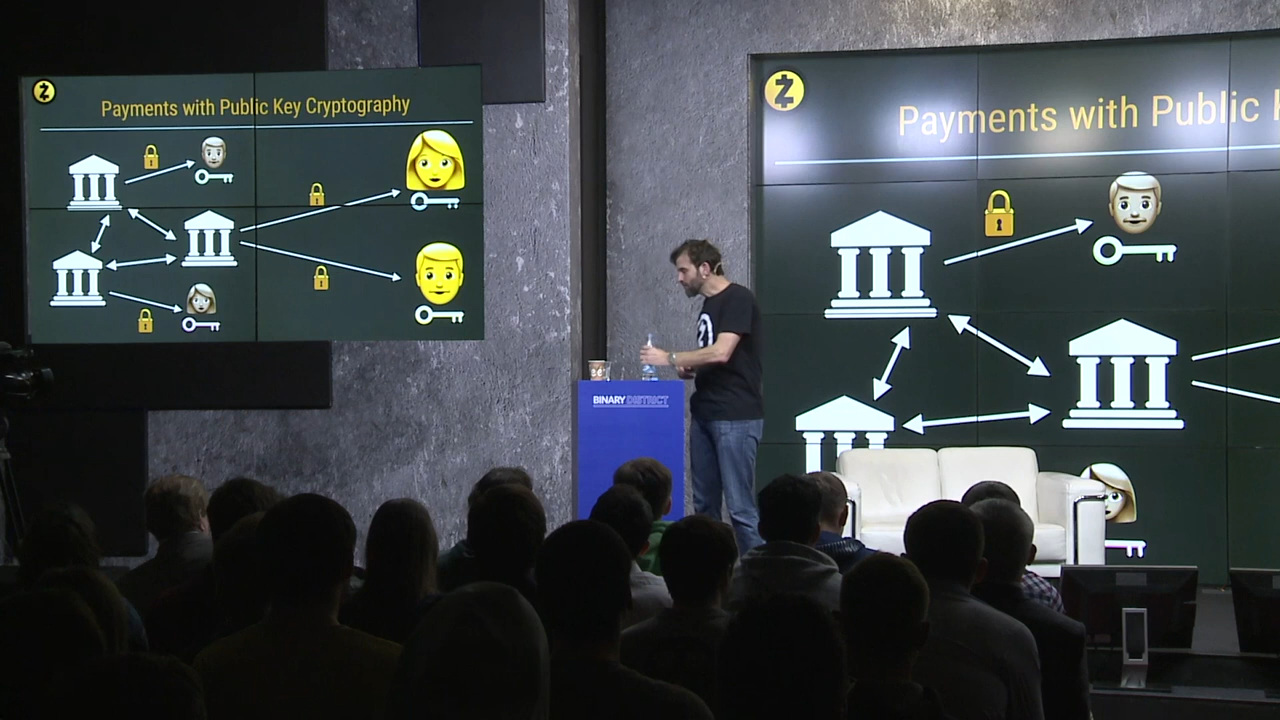 Payments with Public Key Cryptography
Payments with Public
BINARY DISTRICT